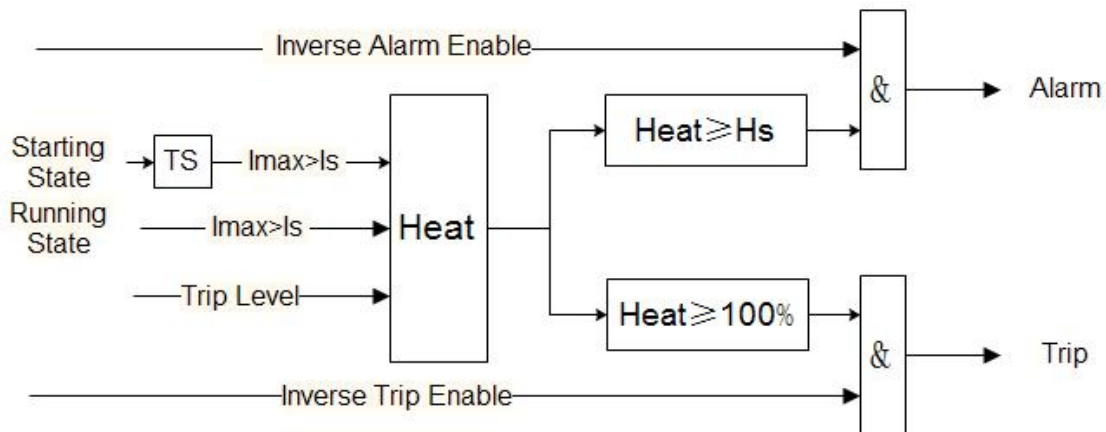 Inverse Alarm Enable
&
Alarm
Starting
State
TS
Imax>Is
Heat≥Hs
Running
State
Imax>Is
Heat
Trip Level
Heat≥100%
&
Trip
Inverse Trip Enable